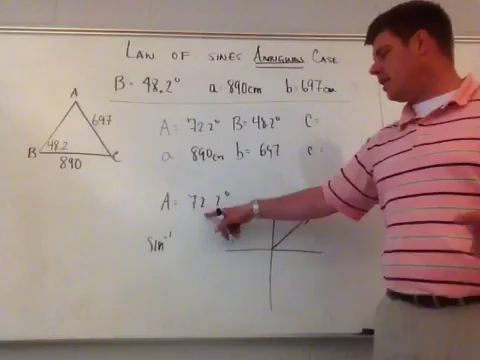 LAW OF SINES AMBIGUOUS CASE
B = 48.2° a = 890cm b = 697cm
A
697
B 48.2 C
890
A = 72.2° B = 48.2° C =
a 890cm b = 697 c =
A = 72.2°
sin⁻¹